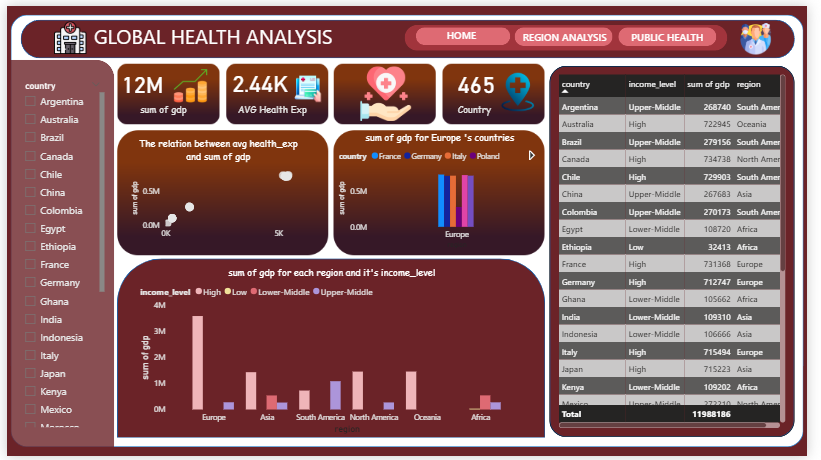 GLOBAL HEALTH ANALYSIS
HOME
REGION ANALYSIS
PUBLIC HEALTH
country
Argentina
Australia
Brazil
Canada
Chile
China
Colombia
Egypt
Ethiopia
France
Germany
Ghana
India
Indonesia
Italy
Japan
Kenya
Mexico
12M
sum of gdp
2.44K
AVG Health Exp
465
Country
The relation between avg health_exp
and sum of gdp
sum of gdp
0.5M
0.0M
0K
5K
sum of gdp for Europe 's countries
country France Germany Italy Poland
sum of gdp
0.5M
0.0M
Europe
sum of gdp for each region and it's income_level
income_level High Low Lower-Middle Upper-Middle
sum of gdp
4M
3M
2M
1M
0M
Europe Asia South America North America Oceania Africa
region
country income_level sum of gdp region
Argentina Upper-Middle 268740 South Amer
Australia High 722945 Oceania
Brazil Upper-Middle 279156 South Amer
Canada High 734738 North Amer
Chile High 729903 South Amer
China Upper-Middle 267683 Asia
Colombia Upper-Middle 270173 South Amer
Egypt Lower-Middle 108720 Africa
Ethiopia Low 32413 Africa
France High 731368 Europe
Germany High 712747 Europe
Ghana Lower-Middle 105662 Africa
India Lower-Middle 109310 Asia
Indonesia Lower-Middle 106666 Asia
Italy High 715494 Europe
Japan High 715223 Asia
Kenya Lower-Middle 109202 Africa
Mexico Upper-Middle 272210 North Amer
Total 11988186